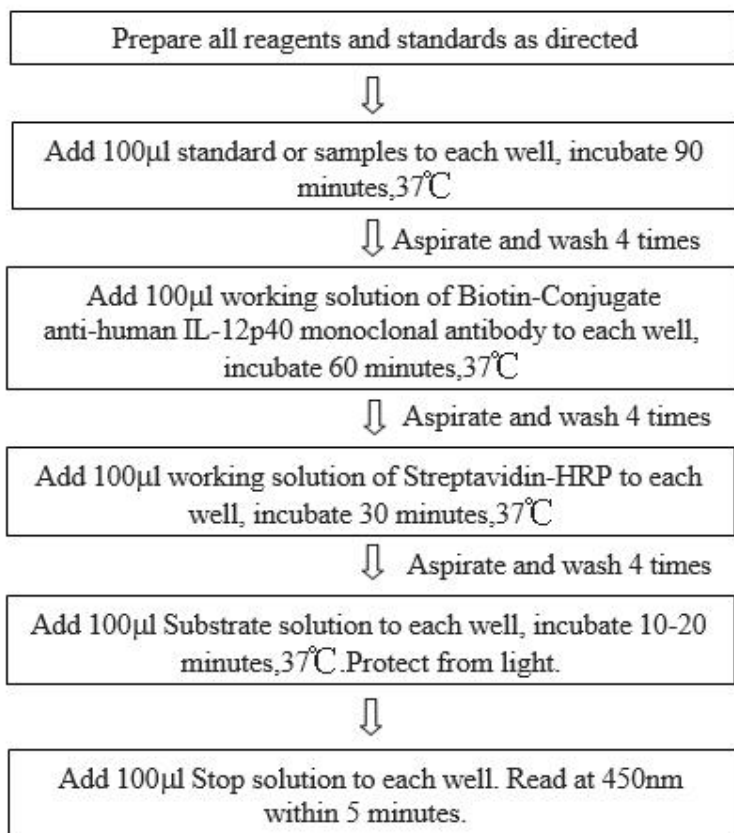 Prepare all reagents and standards as directed
Add 100μl standard or samples to each well, incubate 90
minutes,37℃
Aspirate and wash 4 times
Add 100μl working solution of Biotin-Conjugate
anti-human IL-12p40 monoclonal antibody to each well,
incubate 60 minutes,37℃
Aspirate and wash 4 times
Add 100μl working solution of Streptavidin-HRP to each
well, incubate 30 minutes,37℃
Aspirate and wash 4 times
Add 100μl Substrate solution to each well, incubate 10-20
minutes,37℃.Protect from light.
Add 100μl Stop solution to each well. Read at 450nm
within 5 minutes.